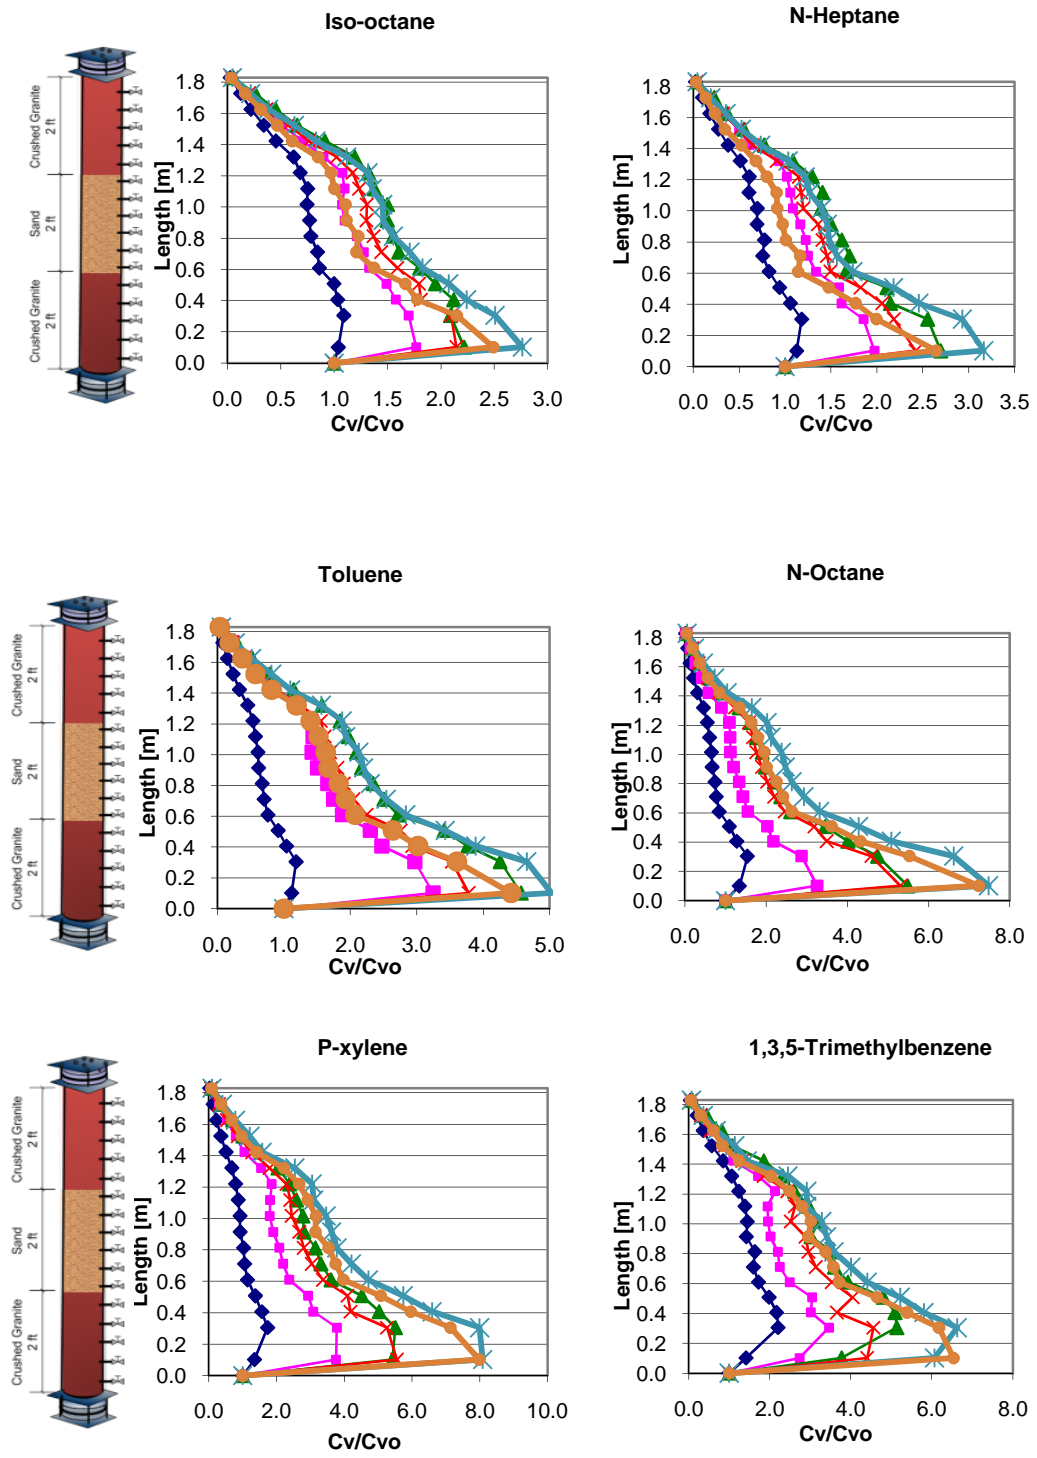 Iso-octane
N-Heptane
Crushed Granite
2 ft
Sand
2 ft
Crushed Granite
2 ft
Length [m]
1.8
1.6
1.4
1.2
1.0
0.8
0.6
0.4
0.2
0.0
0.0 0.5 1.0 1.5 2.0 2.5 3.0
Cv/Cvo
Length [m]
1.8
1.6
1.4
1.2
1.0
0.8
0.6
0.4
0.2
0.0
0.0 0.5 1.0 1.5 2.0 2.5 3.0 3.5
Cv/Cvo
Toluene
N-Octane
Crushed Granite
2 ft
Sand
2 ft
Crushed Granite
2 ft
Length [m]
1.8
1.6
1.4
1.2
1.0
0.8
0.6
0.4
0.2
0.0
0.0 1.0 2.0 3.0 4.0 5.0
Cv/Cvo
Length [m]
1.8
1.6
1.4
1.2
1.0
0.8
0.6
0.4
0.2
0.0
0.0 2.0 4.0 6.0 8.0
Cv/Cvo
P-xylene
1,3,5-Trimethylbenzene
Crushed Granite
2 ft
Sand
2 ft
Crushed Granite
2 ft
Length [m]
1.8
1.6
1.4
1.2
1.0
0.8
0.6
0.4
0.2
0.0
0.0 2.0 4.0 6.0 8.0 10.0
Cv/Cvo
Length [m]
1.8
1.6
1.4
1.2
1.0
0.8
0.6
0.4
0.2
0.0
0.0 2.0 4.0 6.0 8.0
Cv/Cvo